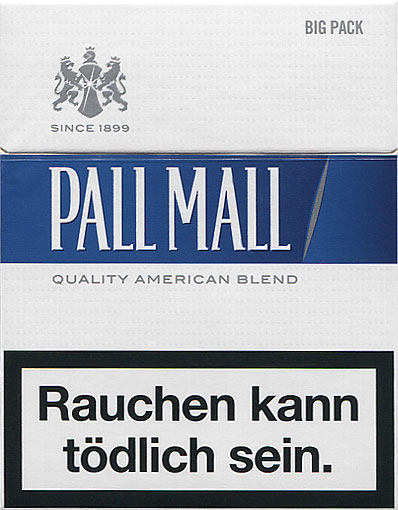 BIG PACK
SINCE 1899
PALL MALL
QUALITY AMERICAN BLEND
Rauchen kann
tödlich sein.